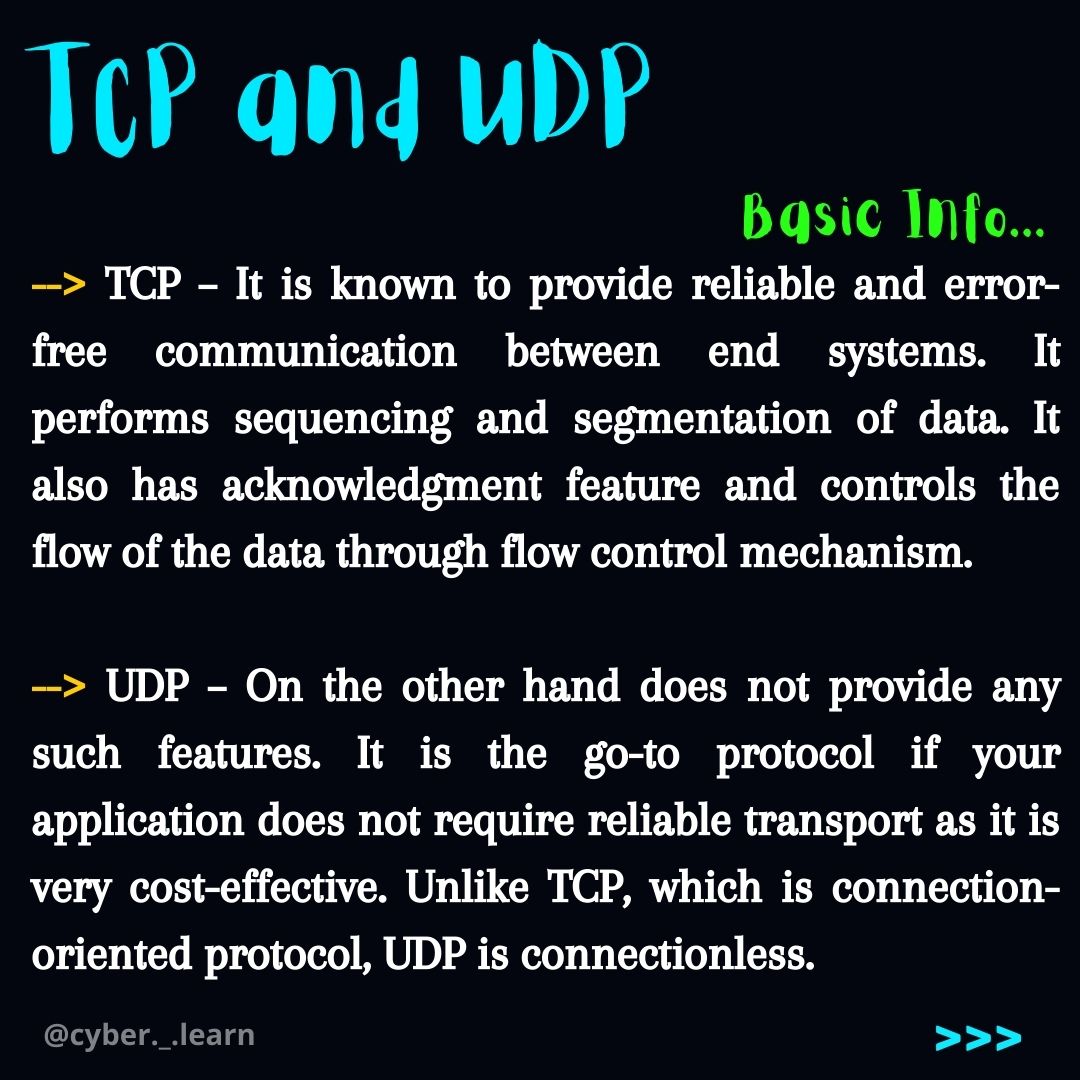 TCP and UDP
Basic Info...
--> TCP – It is known to provide reliable and error-
free communication between end systems. It
performs sequencing and segmentation of data. It
also has acknowledgment feature and controls the
flow of the data through flow control mechanism.
--> UDP – On the other hand does not provide any
such features. It is the go-to protocol if your
application does not require reliable transport as it is
very cost-effective. Unlike TCP, which is connection-
oriented protocol, UDP is connectionless.
@cyber._.learn
>>>